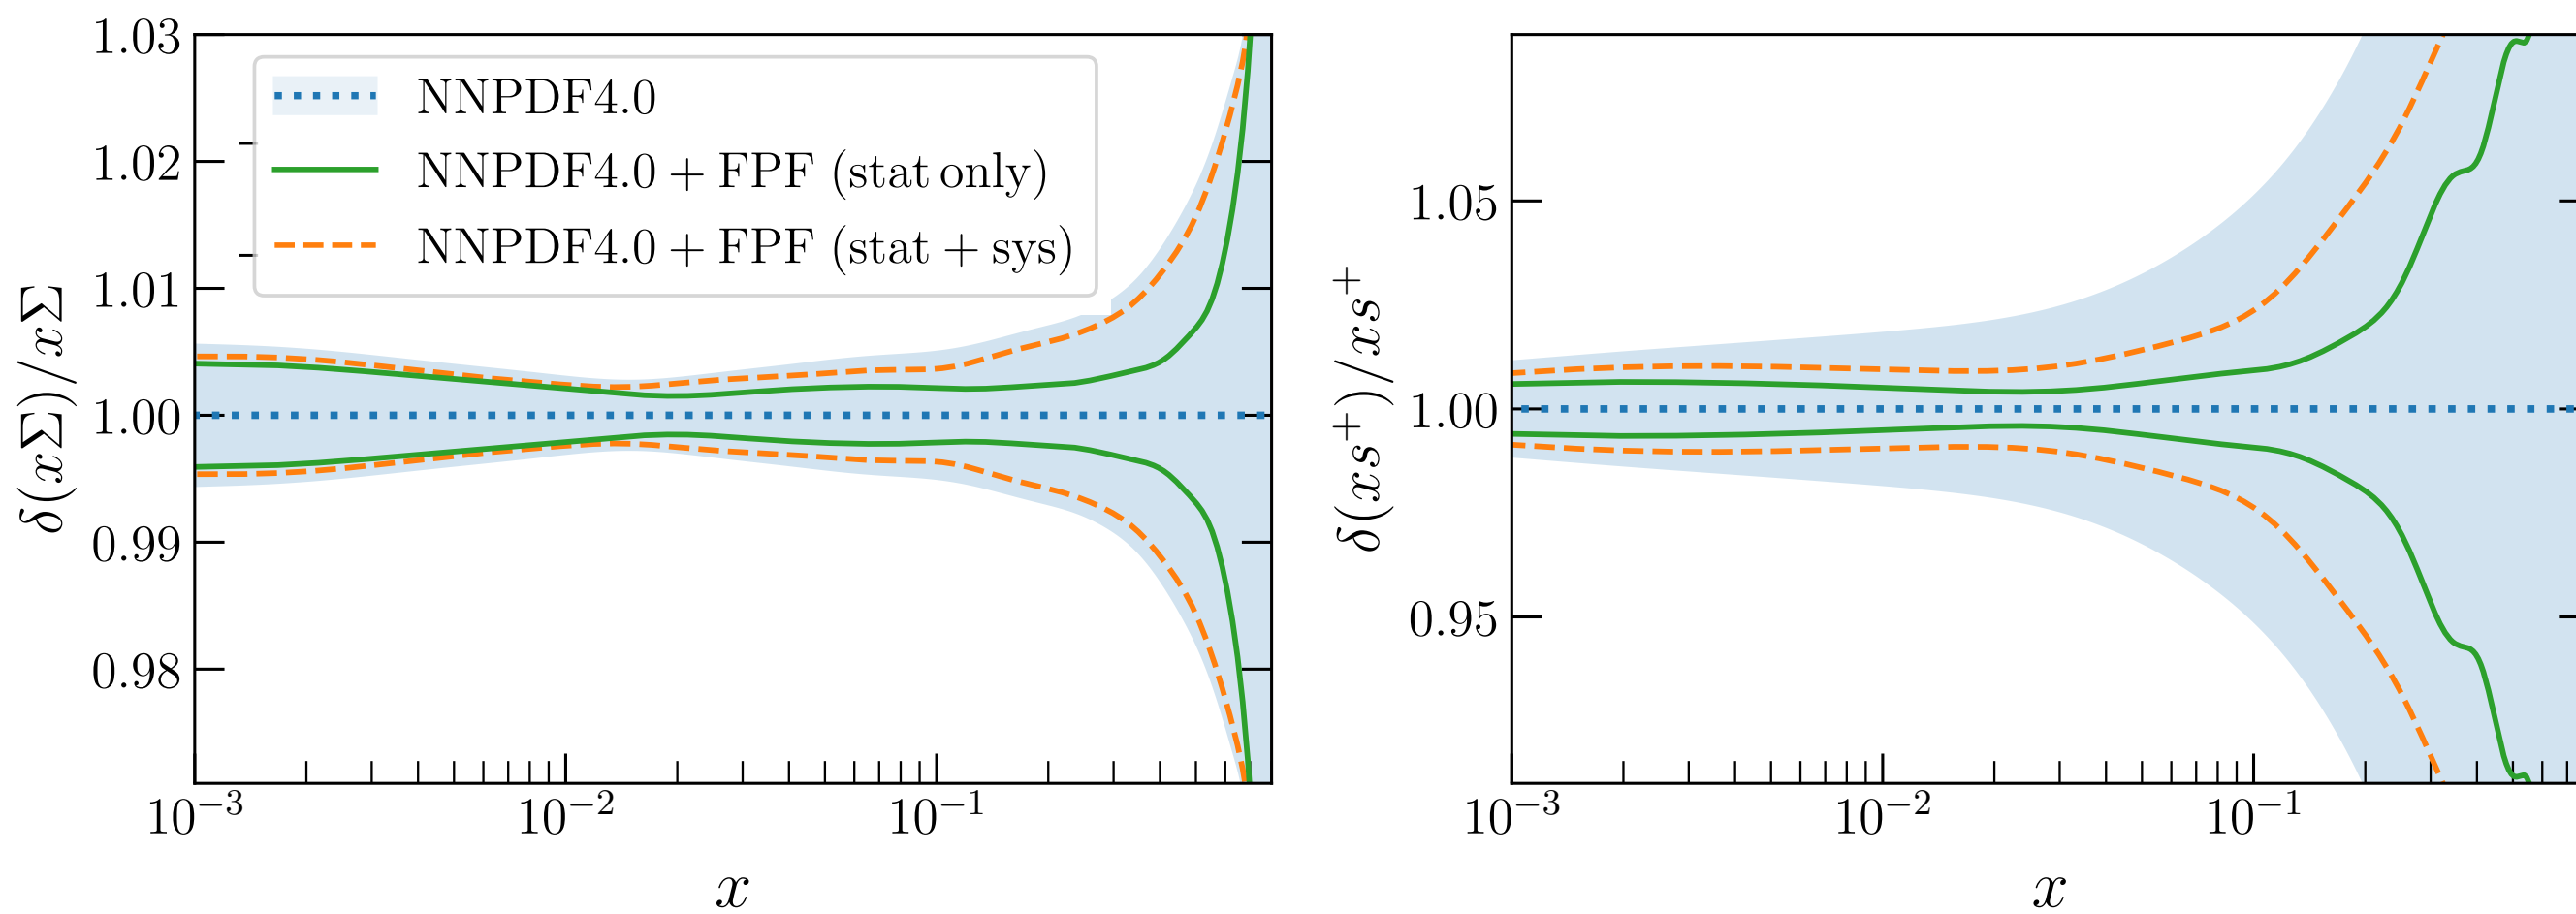 δ(xΣ)/xΣ
1.03
1.02
1.01
1.00
0.99
0.98
NNPDF4.0
NNPDF4.0 + FPF (stat only)
NNPDF4.0 + FPF (stat + sys)
10⁻³ 10⁻² 10⁻¹
x
δ(xs⁺)/xs⁺
1.05
1.00
0.95
10⁻³ 10⁻² 10⁻¹
x